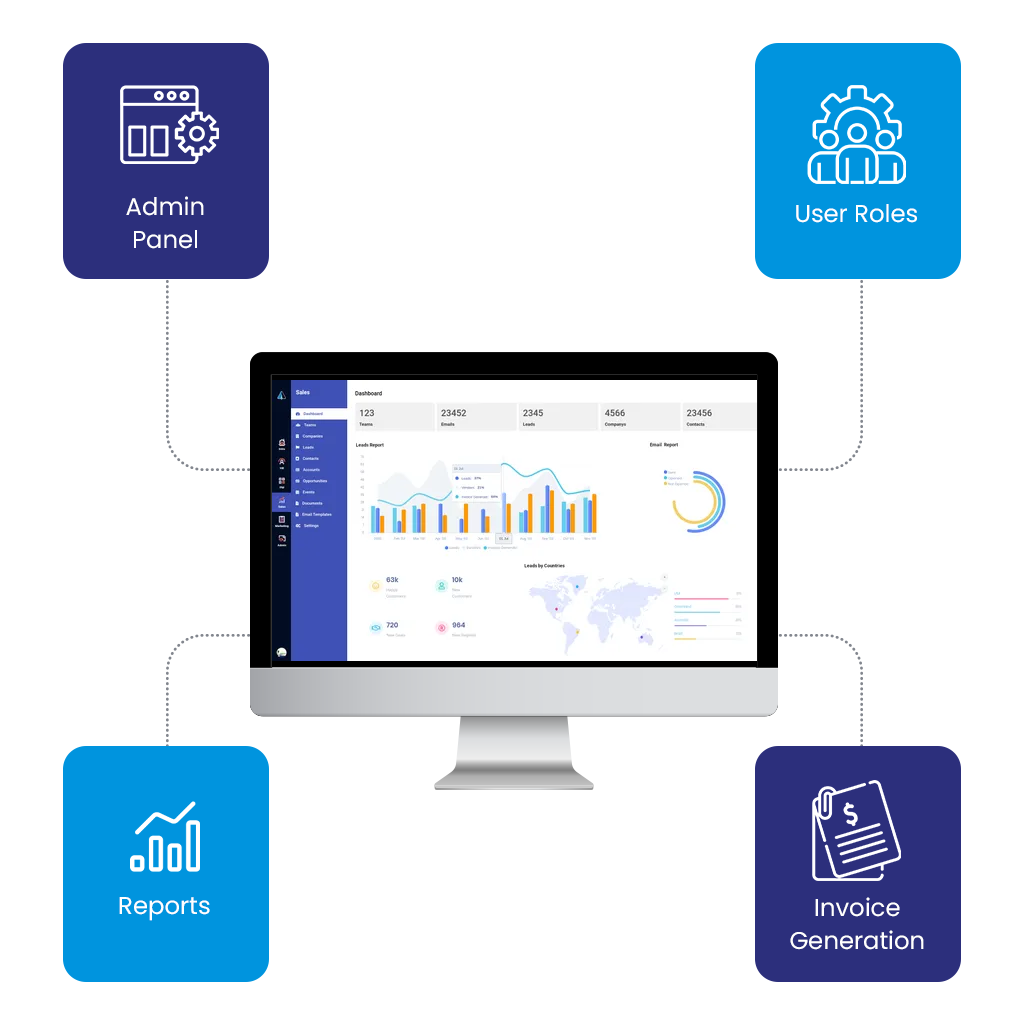 Admin
Panel
User Roles
Sales
Dashboard
Teams
Companies
Leads
Contacts
Accounts
Opportunities
Events
Documents
Email Templates
Settings
Sales
Marketing
Dashboard
123
Teams
23452
Emails
2345
Leads
4566
Companys
23456
Contacts
Leads Report
Email Report
Leads by Countries
63k
10k
720
964
Reports
Invoice
Generation